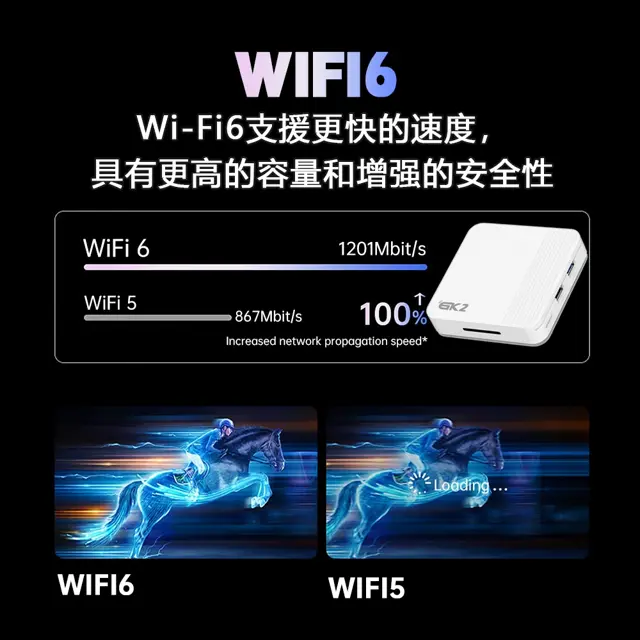 WIFI6
Wi-Fi6支援更快的速度，
具有更高的容量和增强的安全性
WiFi 6 1201Mbit/s
WiFi 5 867Mbit/s
↑
100%
Increased network propagation speed*
GK2
Loading...
WIFI6 WIFI5